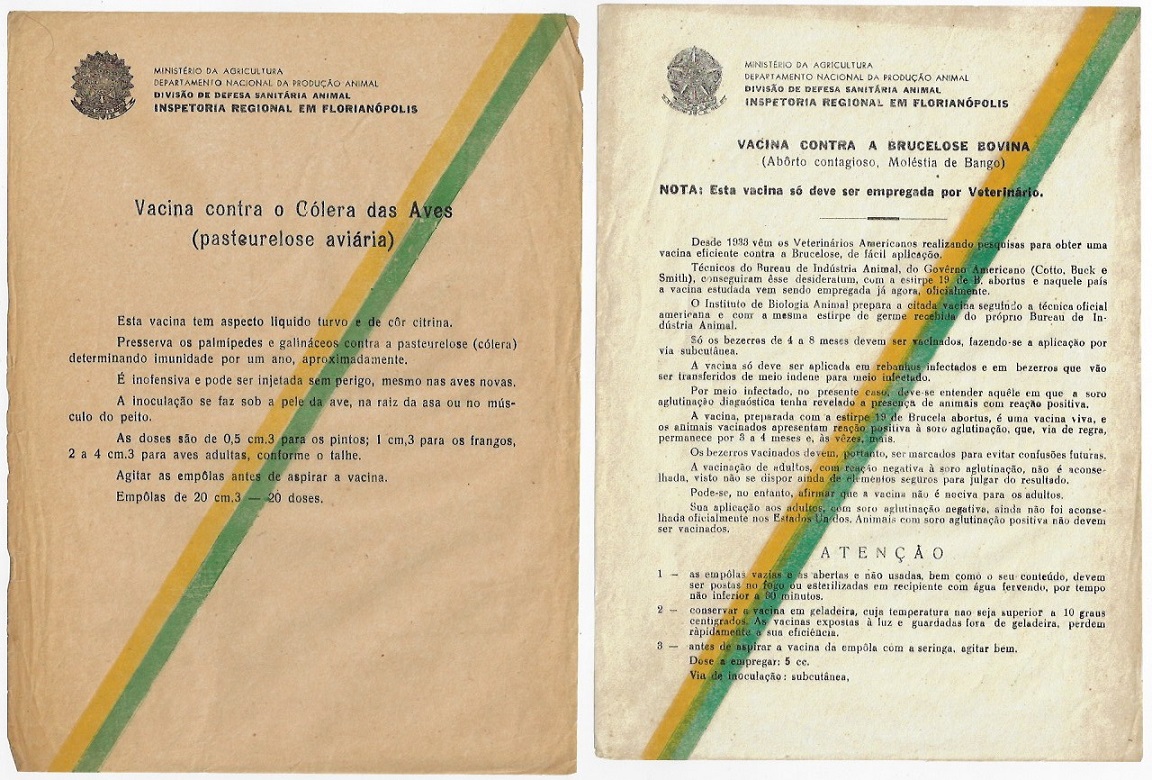 MINISTÉRIO DA AGRICULTURA
DEPARTAMENTO NACIONAL DA PRODUÇÃO ANIMAL
DIVISÃO DE DEFESA SANITÁRIA ANIMAL
INSPETORIA REGIONAL EM FLORIANÓPOLIS
Vacina contra o Cólera das Aves
(pasteurelose aviária)
Esta vacina tem aspecto liquido turvo e de côr citrina.
Preserva os palmípedes e galináceos contra a pasteurelose (cólera)
determinando imunidade por um ano, aproximadamente.
É inofensiva e pode ser injetada sem perigo, mesmo nas aves novas.
A inoculação se faz sob a pele da ave, na raiz da asa ou no mús-
culo do peito.
As doses são de 0,5 cm.3 para os pintos; 1 cm,3 para os frangos,
2 a 4 cm.3 para aves adultas, conforme o talhe.
Agitar as empôlas antes de aspirar a vacina.
Empôlas de 20 cm.3 — 20 doses.
MINISTÉRIO DA AGRICULTURA
DEPARTAMENTO NACIONAL DA PRODUÇÃO ANIMAL
DIVISÃO DE DEFESA SANITÁRIA ANIMAL
INSPETORIA REGIONAL EM FLORIANÓPOLIS
VACINA CONTRA A BRUCELOSE BOVINA
(Abôrto contagioso, Moléstia de Bango)
NOTA: Esta vacina só deve ser empregada por Veterinário.
Desde 1933 vêm os Veterinários Americanos realizando pesquisas para obter uma
vacina eficiente contra a Brucelose, de fácil aplicação.
Técnicos do Bureau de Indústria Animal, do Govêrno Americano (Cotto, Buck e
Smith), conseguiram êsse desideratum, com a estirpe 19 de B. abortus e naquele país
a vacina estudada vem sendo empregada já agora, oficialmente.
O Instituto de Biologia Animal prepara a citada vacina seguindo a técnica oficial
americana e com a mesma estirpe de germe recebida do próprio Bureau de In-
dústria Animal.
Só os bezerros de 4 a 8 meses devem ser vacinados, fazendo-se a aplicação por
via subcutânea.
A vacina só deve ser aplicada em rebanhos infectados e em bezerros que vão
ser transferidos de meio indene para meio infectado.
Por meio infectado, no presente caso, deve-se entender aquêle em que a soro
aglutinação diagnóstica tenha revelado a presença de animais com reação positiva.
A vacina, preparada com a estirpe 19 de Brucela abortus, é uma vacina viva, e
os animais vacinados apresentam reação positiva à soro aglutinação, que, via de regra,
permanece por 3 a 4 meses e, às vêzes, mais.
Os bezerros vacinados devem, portanto, ser marcados para evitar confusões futuras.
A vacinação de adultos, com reação negativa à soro aglutinação, não é aconse-
lhada, visto não se dispor ainda de elementos seguros para julgar do resultado.
Pode-se, no entanto, afirmar que a vacina não é nociva para os adultos.
Sua aplicação aos adultos, com soro aglutinação negativa, ainda não foi aconse-
lhada oficialmente nos Estados Unidos. Animais com soro aglutinação positiva não devem
ser vacinados.
ATENÇÃO
1 — as empôlas vazias e as abertas e não usadas, bem como o seu conteúdo, devem
ser postas no fogo ou esterilizadas em recipiente com água fervendo, por tempo
não inferior a 30 minutos.
2 — conservar a vacina em geladeira, cuja temperatura nao seja superior a 10 graus
centigrados. As vacinas expostas à luz e guardadas fora de geladeira, perdem
ràpidamente a sua eficiência.
3 — antes de aspirar a vacina da empôla com a seringa, agitar bem.
Dose a empregar: 5 cc.
Via de inoculação: subcutânea,